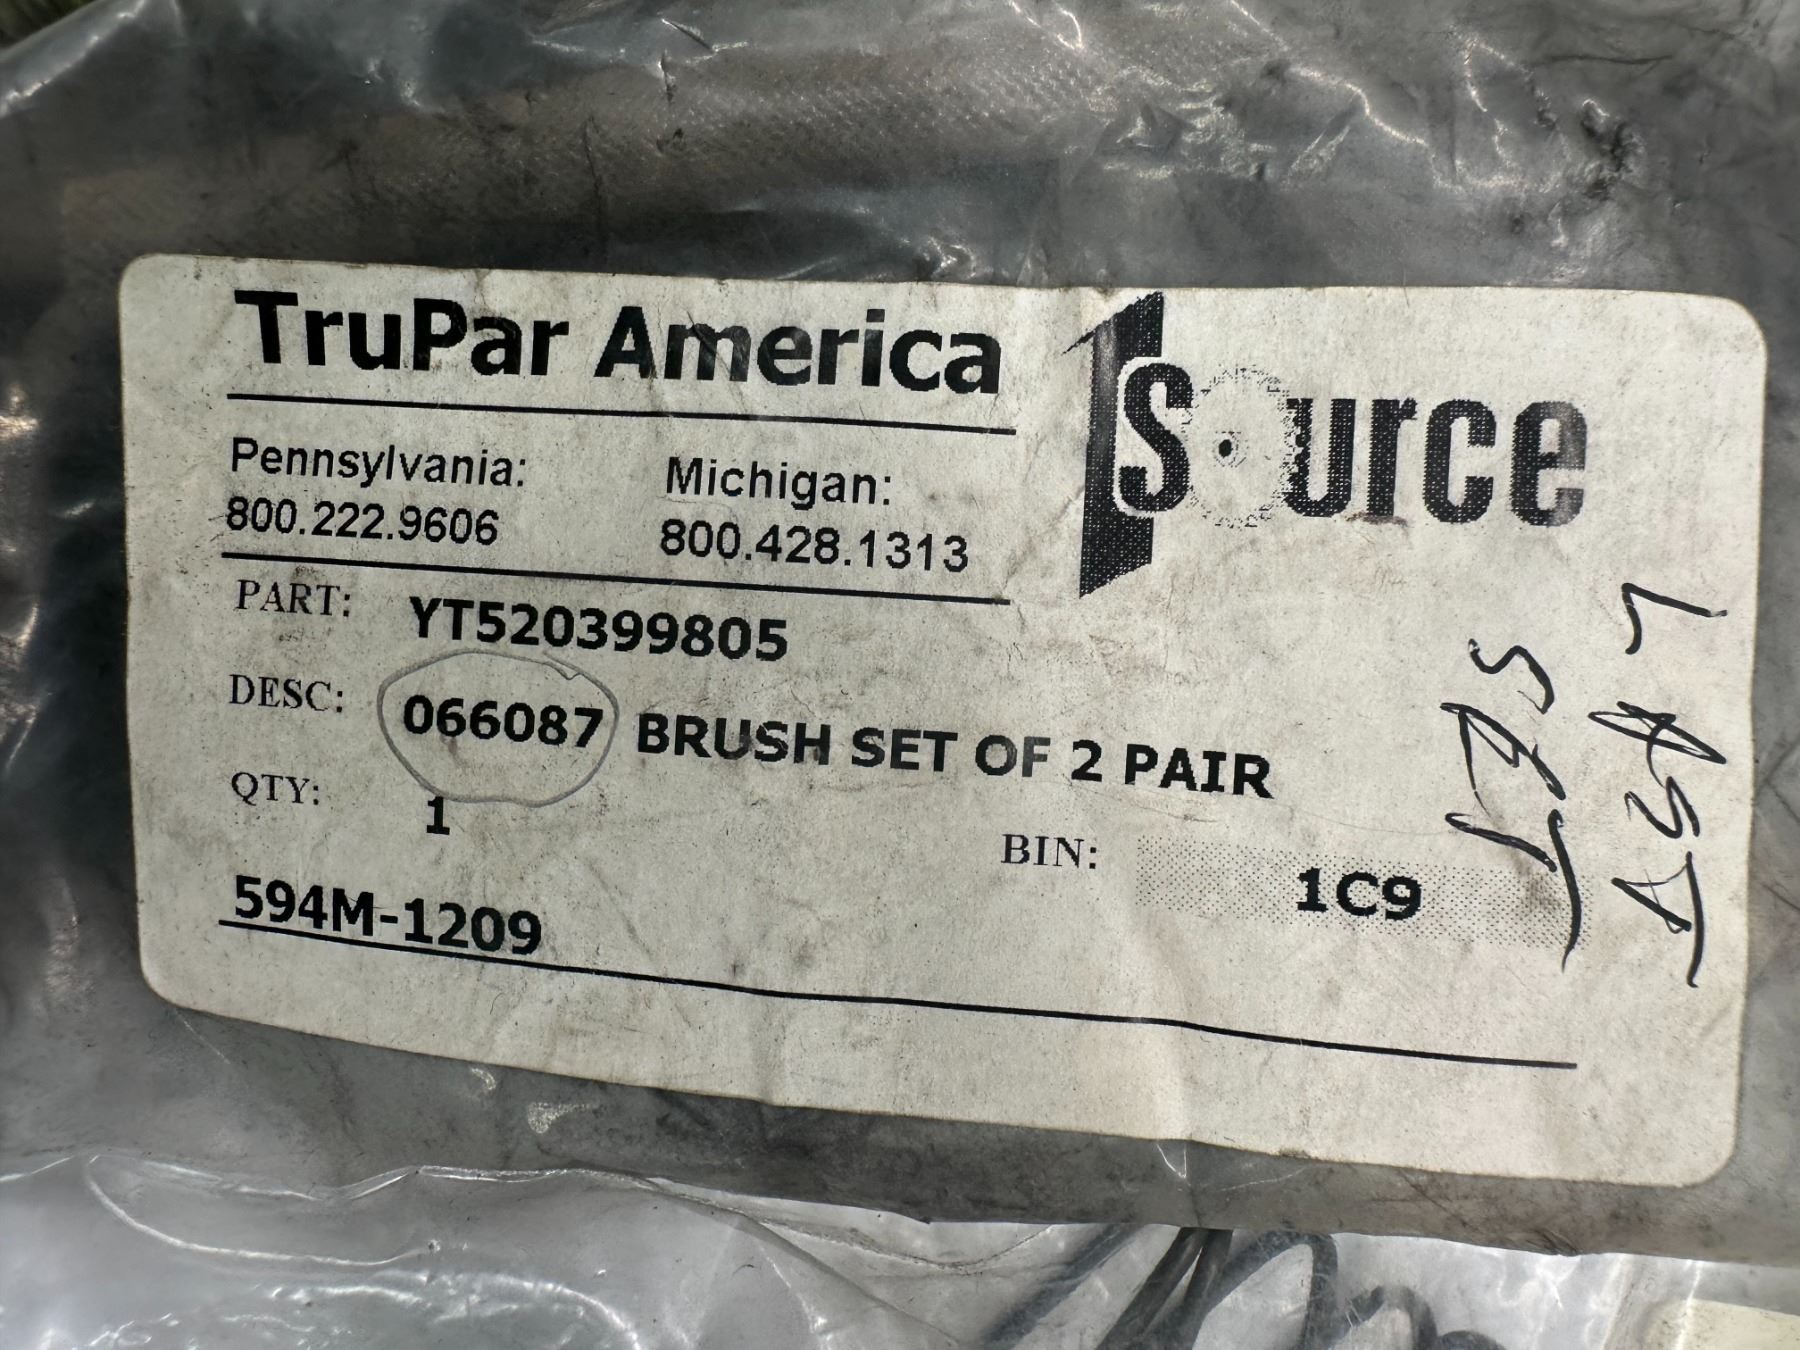 TruPar America
1Source
Pennsylvania: Michigan:
800.222.9606 800.428.1313
PART: YT520399805
DESC: 066087 BRUSH SET OF 2 PAIR
QTY: 1
BIN: 1C9
594M-1209